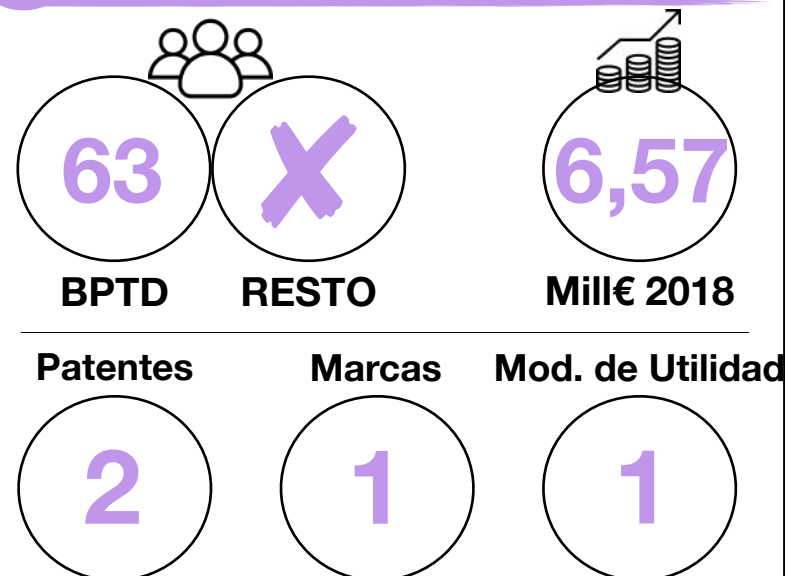 63
6,57
BPTD
RESTO
Mill€ 2018
Patentes
Marcas
Mod. de Utilidad
2
1
1